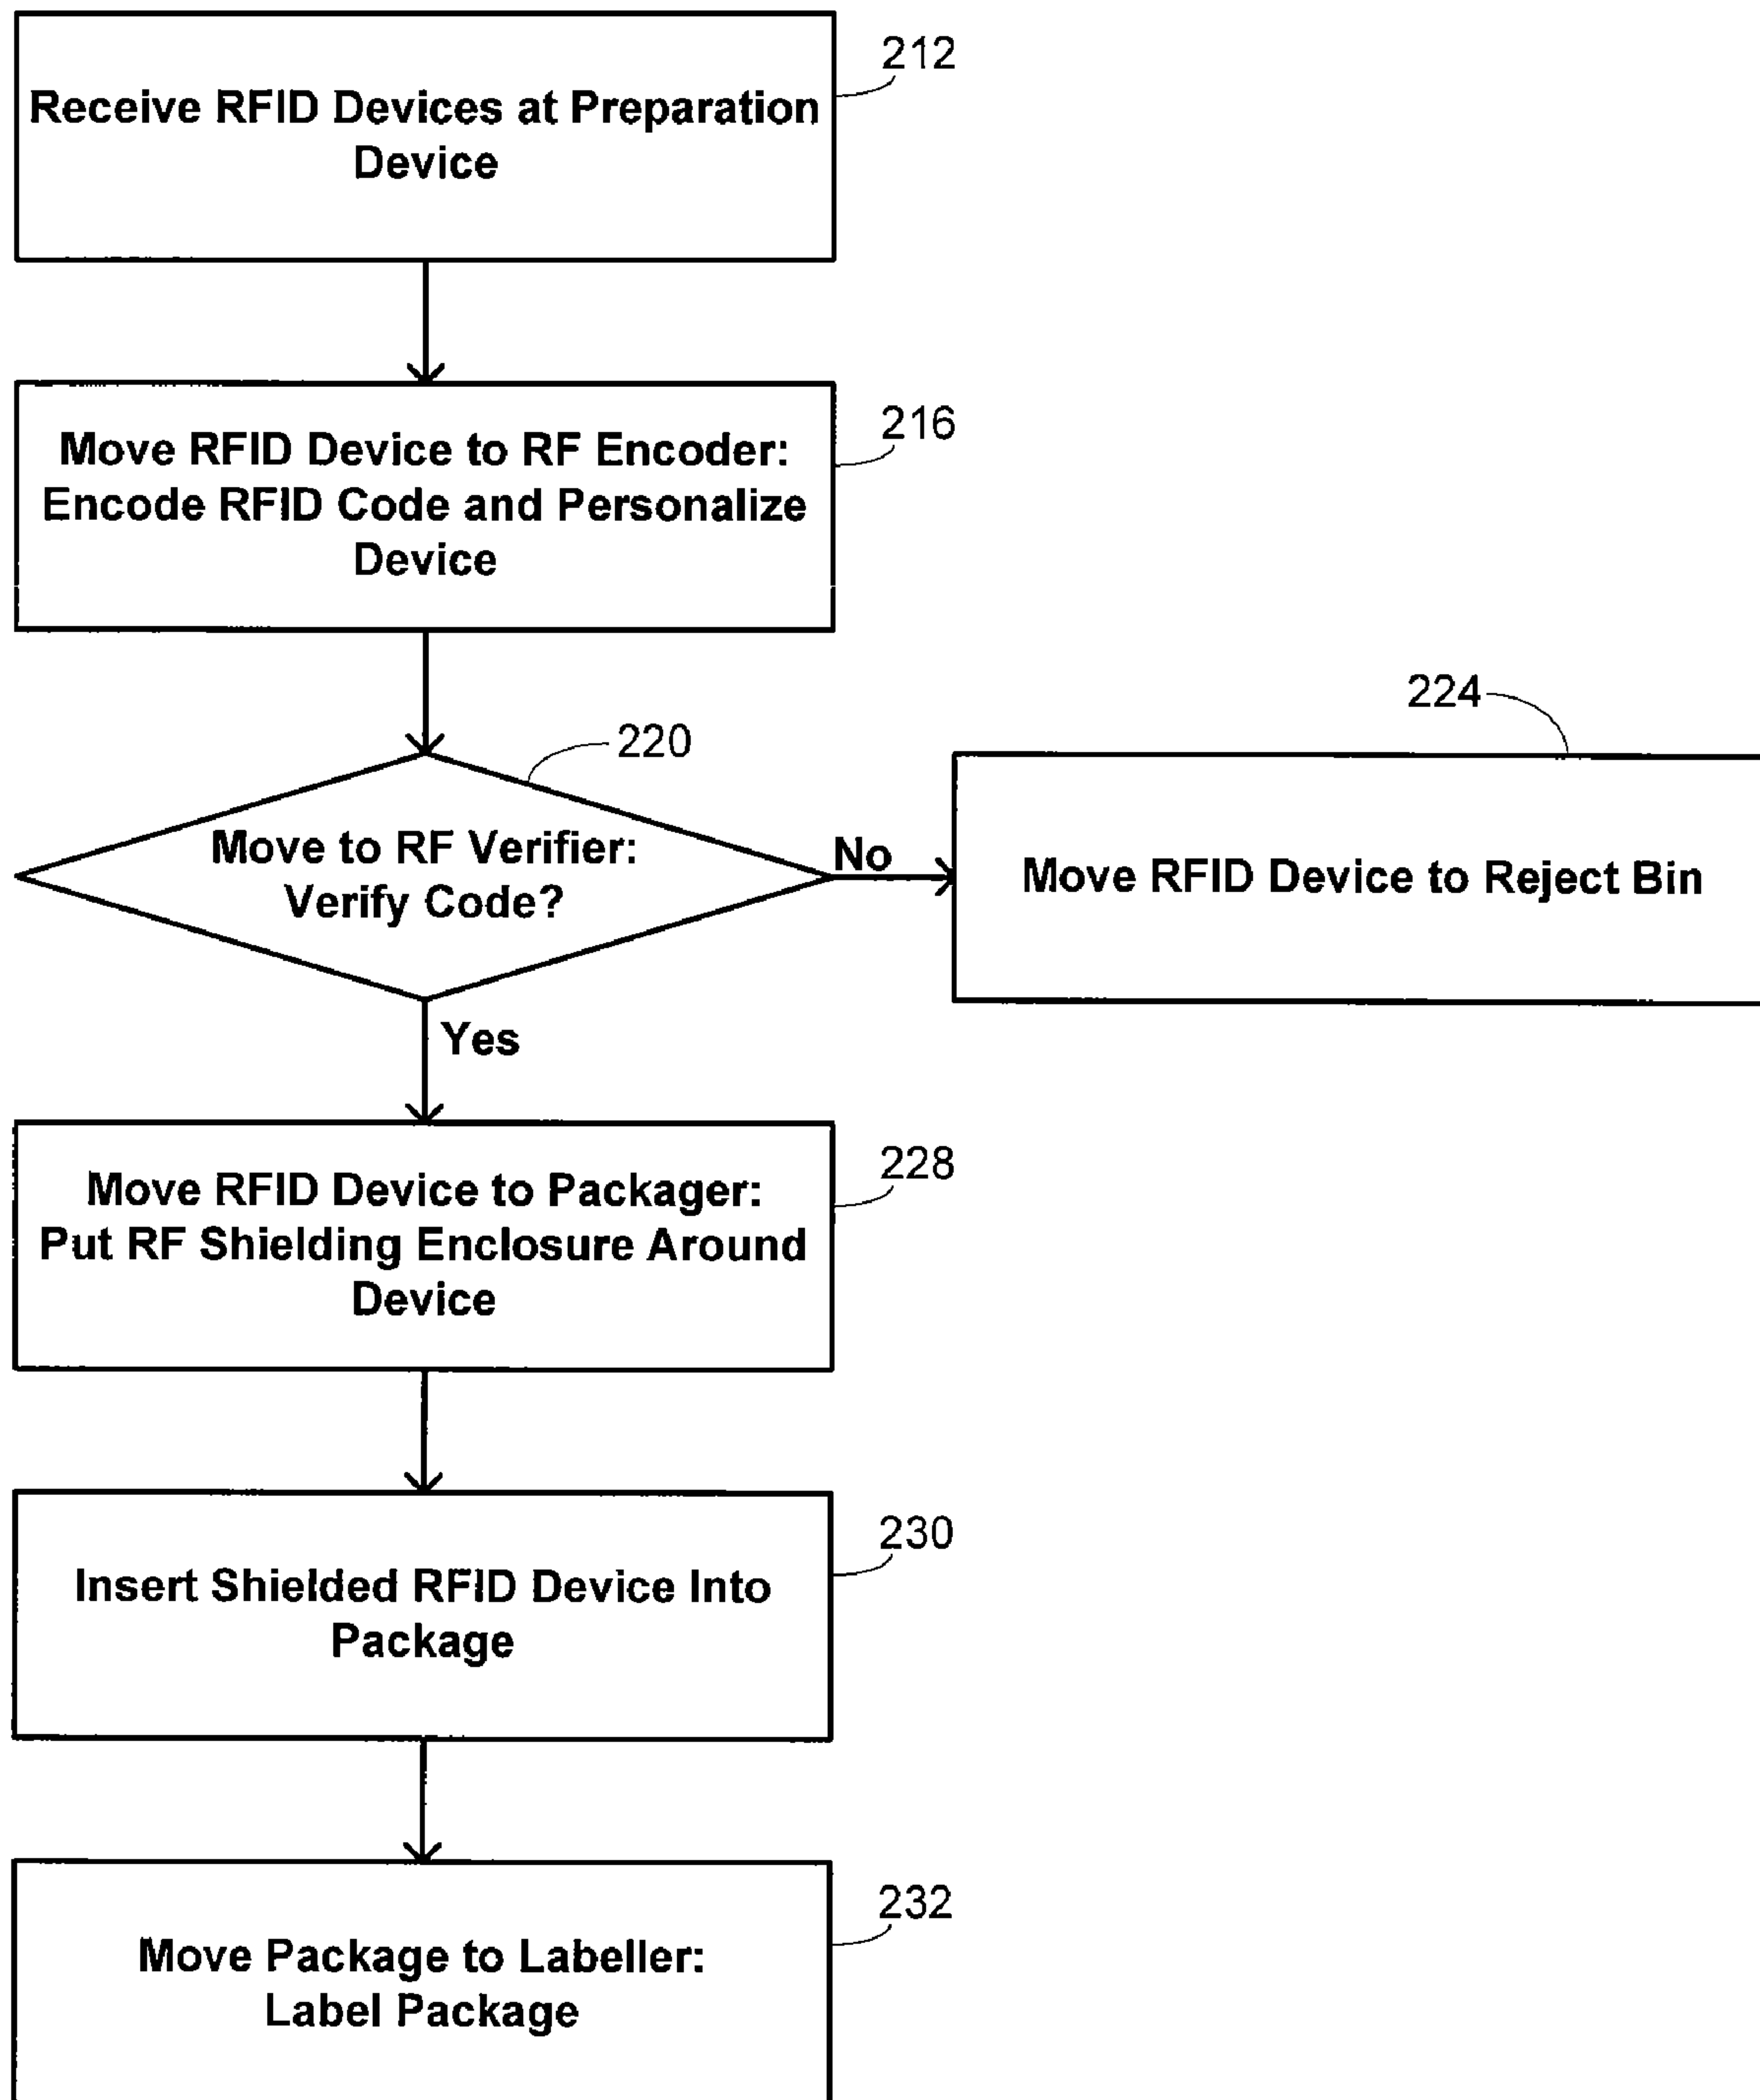 212
Receive RFID Devices at Preparation
Device
216
Move RFID Device to RF Encoder:
Encode RFID Code and Personalize
Device
220
Move to RF Verifier:
Verify Code?
No
224
Move RFID Device to Reject Bin
Yes
228
Move RFID Device to Packager:
Put RF Shielding Enclosure Around
Device
230
Insert Shielded RFID Device Into
Package
232
Move Package to Labeller:
Label Package